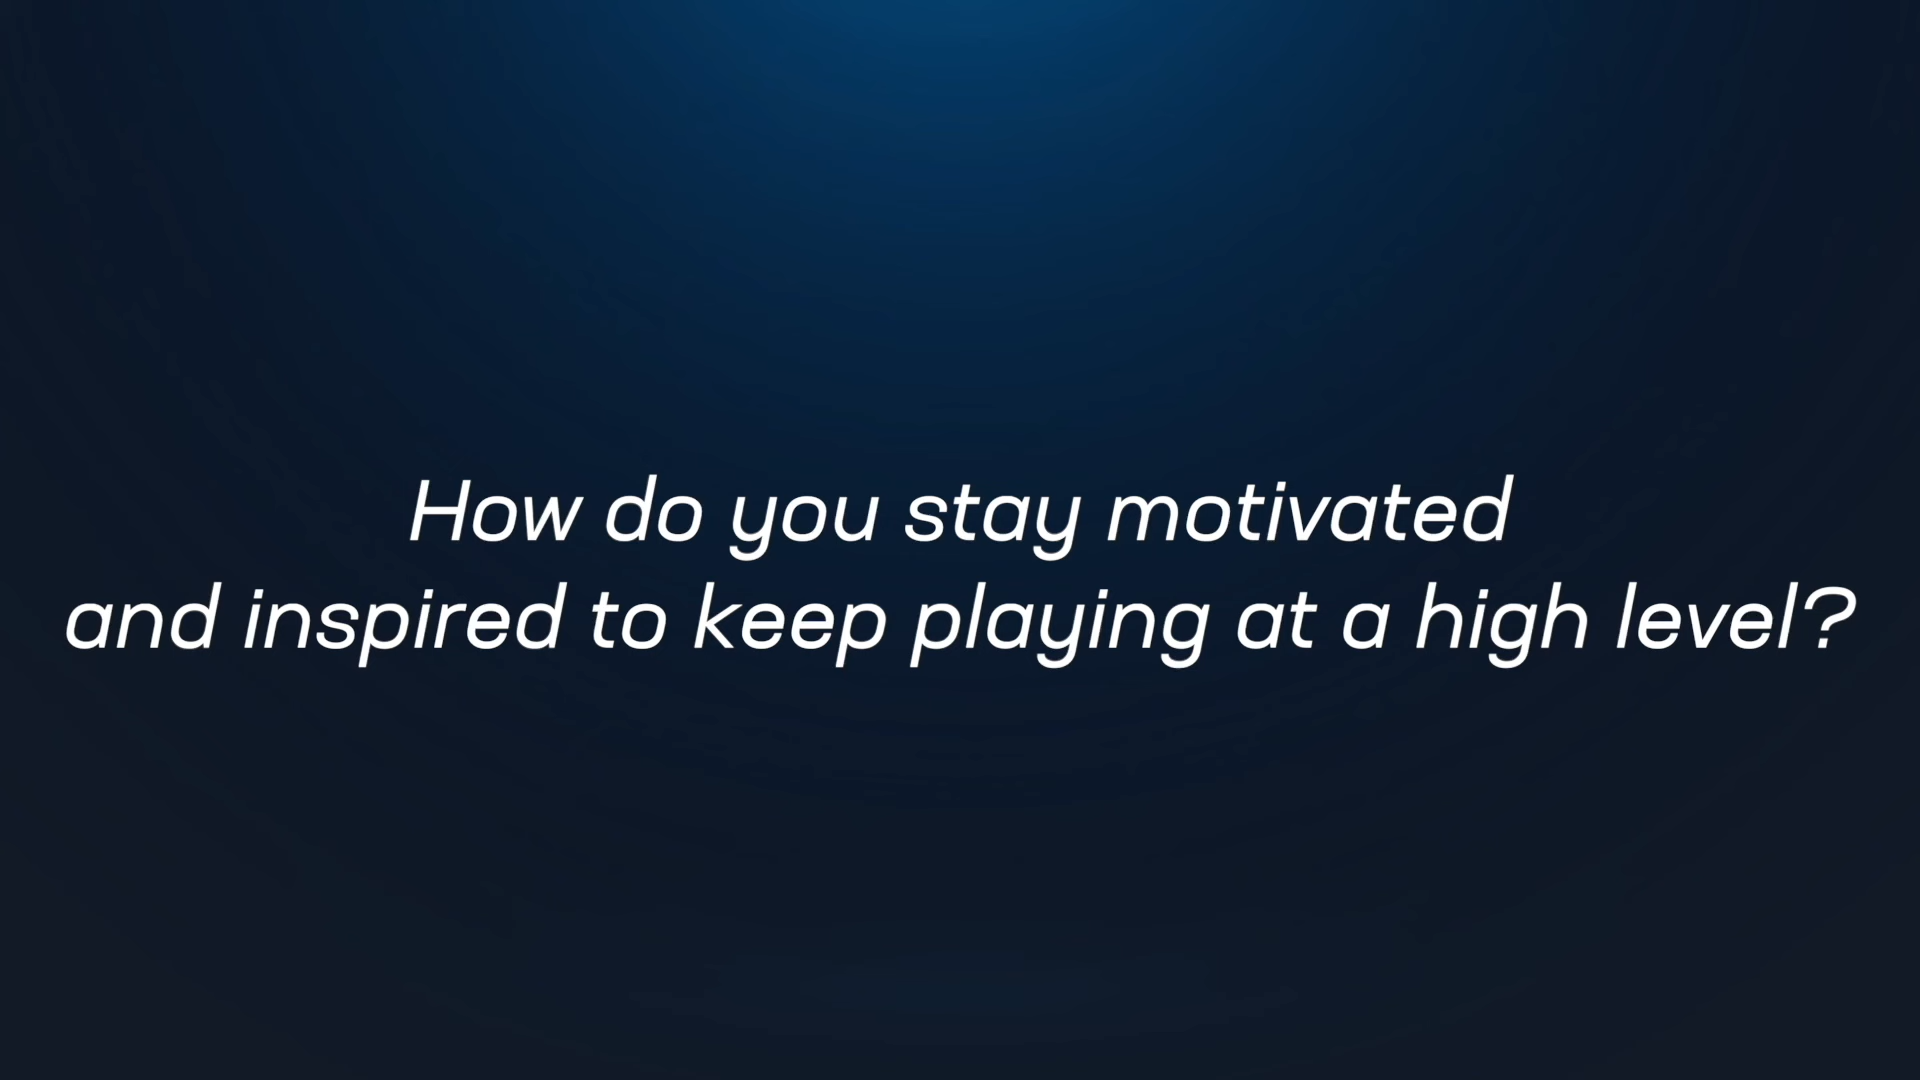 How do you stay motivated
and inspired to keep playing at a high level?